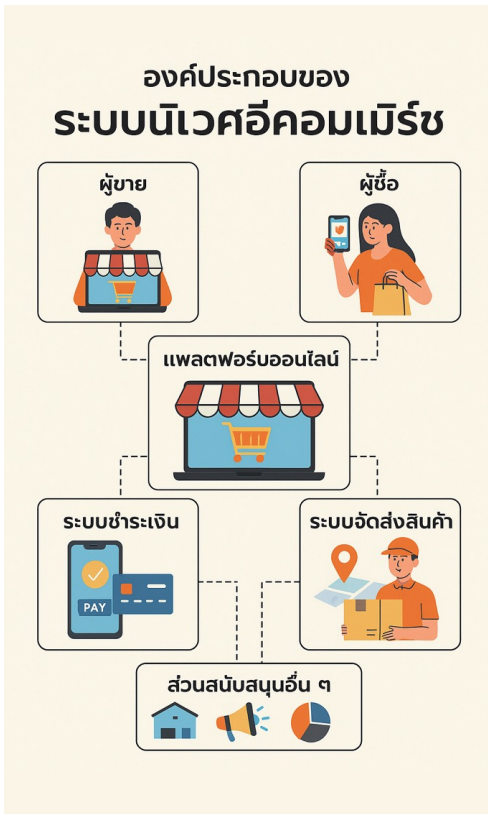 องค์ประกอบของ
ระบบนิเวศอีคอมเมิร์ซ
ผู้ขาย
ผู้ซื้อ
แพลตฟอร์บออนไลน์
ระบบชำระเงิน
PAY
ระบบจัดส่งสินค้า
ส่วนสนับสนุนอื่น ๆ